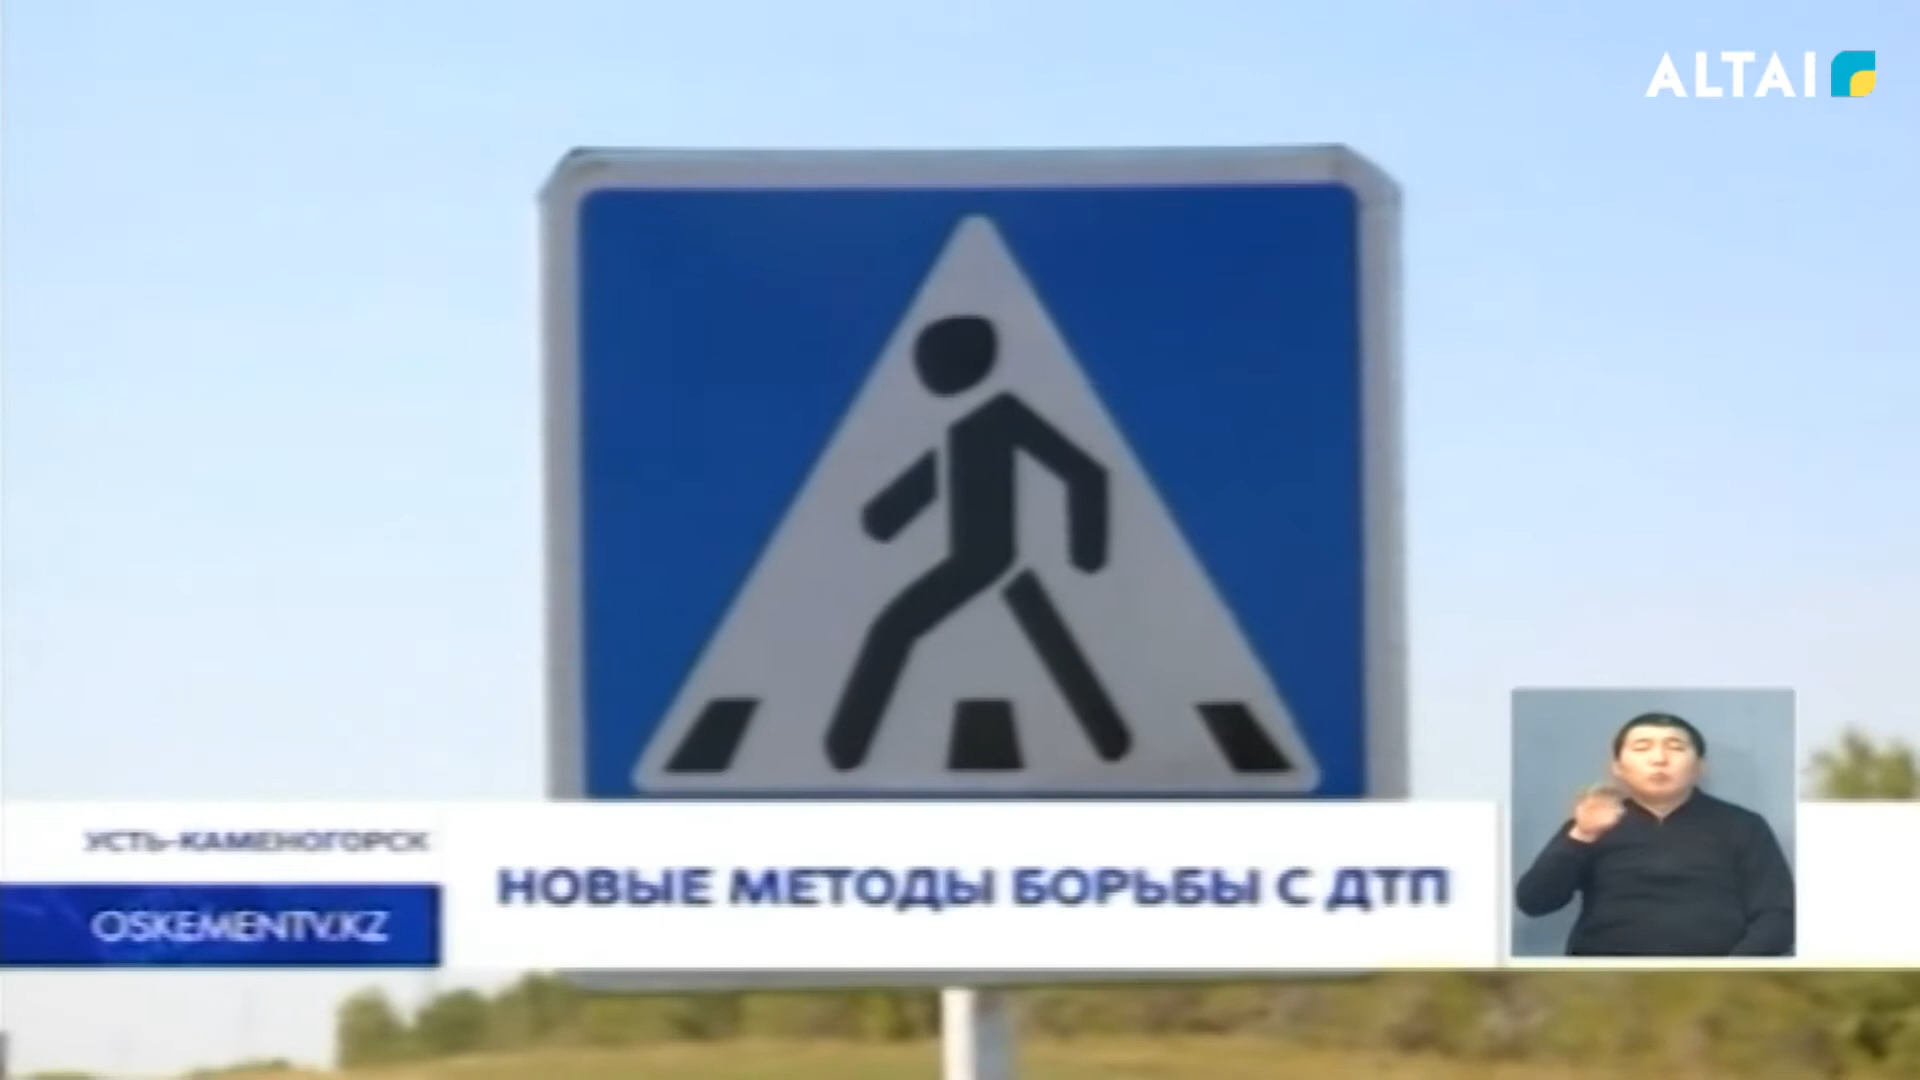 ALTAI
УСТЬ-КАМЕНОГОРСК
OSKEMENTV.KZ
НОВЫЕ МЕТОДЫ БОРЬБЫ С ДТП